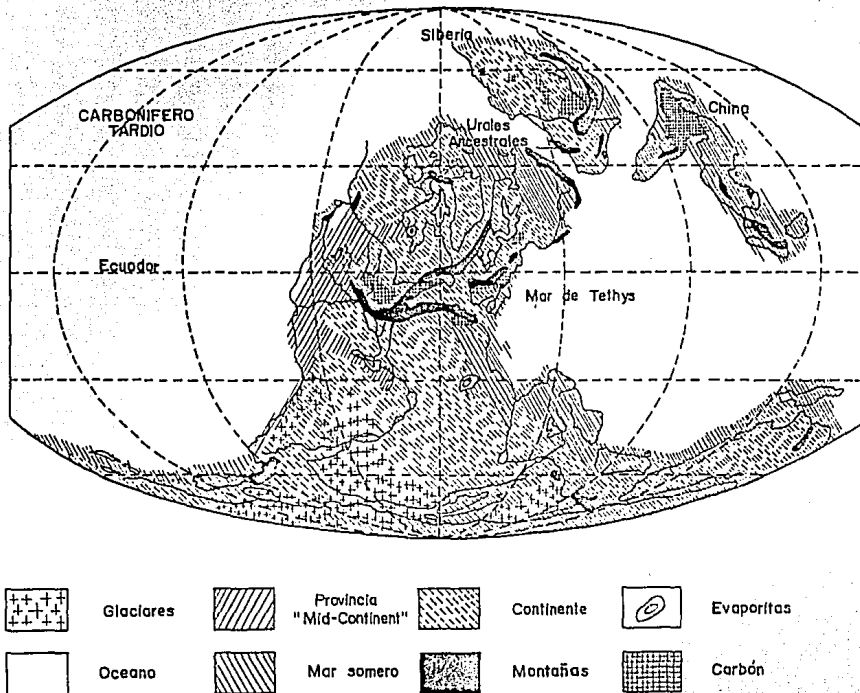 Siberia
CARBONIFERO
TARDIO
China
Urales
Ancestrales
Ecuador
Mar de Tethys
Glaciares
Provincia
"Mid-Continent"
Continente
Evaporitas
Oceano
Mar somero
Montañas
Carbón